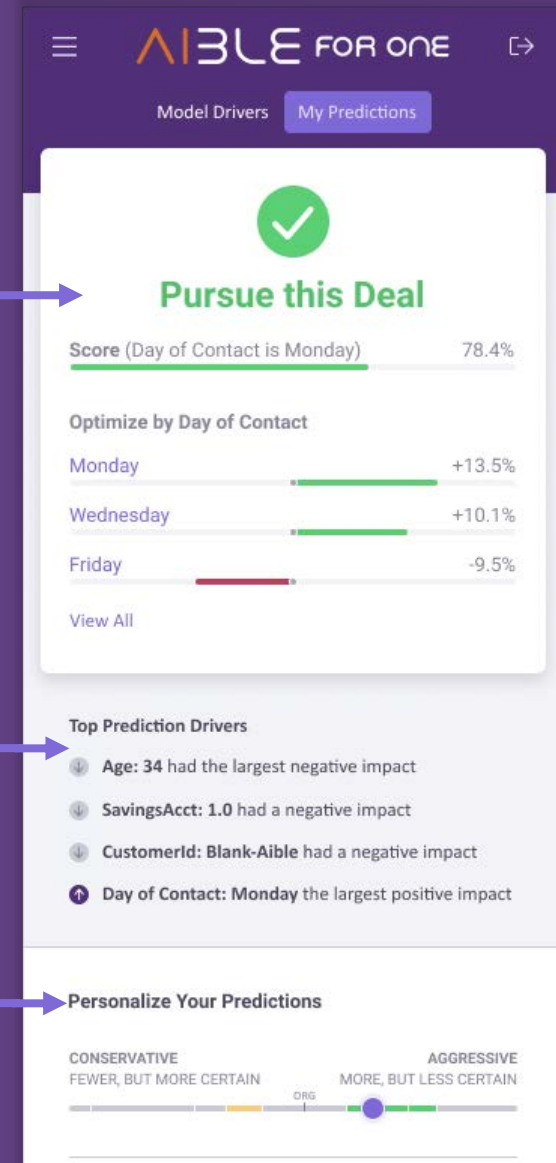 AIBLE FOR ONE
Model Drivers My Predictions
Pursue this Deal
Score (Day of Contact is Monday) 78.4%
Optimize by Day of Contact
Monday +13.5%
Wednesday +10.1%
Friday -9.5%
View All
Top Prediction Drivers
Age: 34 had the largest negative impact
SavingsAcct: 1.0 had a negative impact
CustomerId: Blank-Aible had a negative impact
Day of Contact: Monday the largest positive impact
Personalize Your Predictions
CONSERVATIVE AGGRESSIVE
FEWER, BUT MORE CERTAIN MORE, BUT LESS CERTAIN
ORG